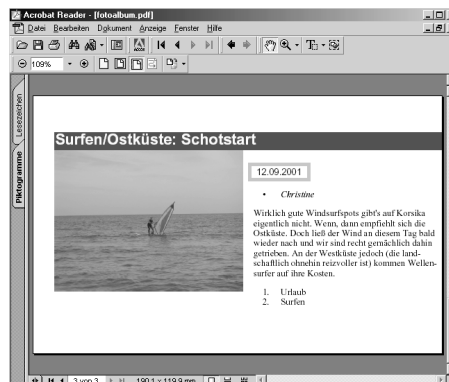 Acrobat Reader - [fotoalbum.pdf]
Datei Bearbeiten Dokument Anzeige Fenster Hilfe
109%
Lesezeichen
Piktogramme
Surfen/Ostküste: Schotstart
12.09.2001
• Christine
Wirklich gute Windsurfspots gibt's auf Korsika
eigentlich nicht. Wenn, dann empfiehlt sich die
Ostküste. Doch ließ der Wind an diesem Tag bald
wieder nach und wir sind recht gemächlich dahin
getrieben. An der Westküste jedoch (die land-
schaftlich ohnehin reizvoller ist) kommen Wellen-
surfer auf ihre Kosten.
1. Urlaub
2. Surfen
3 von 3 190,1 x 119,9 mm